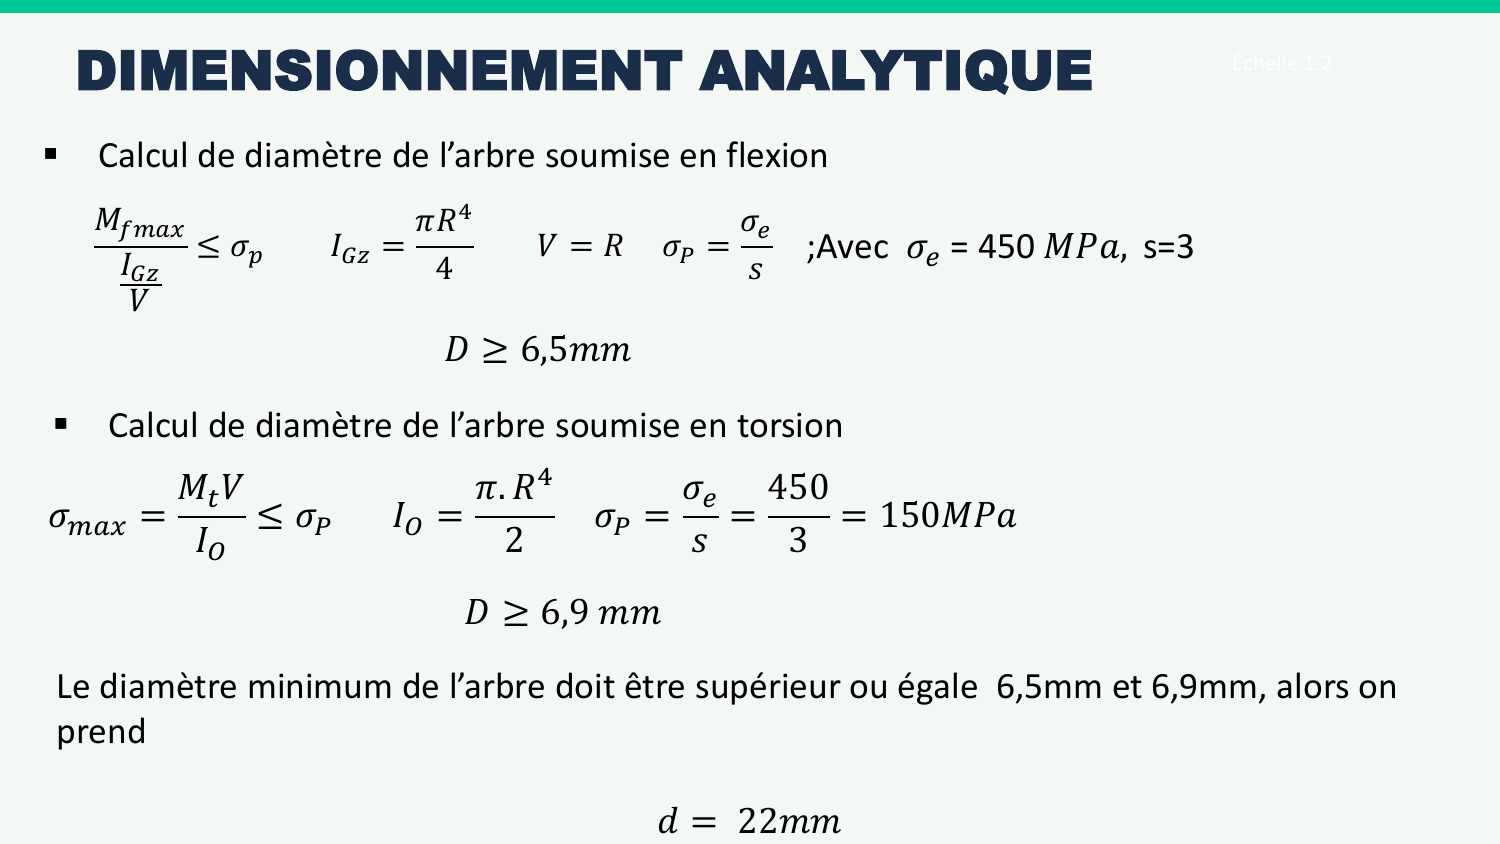 DIMENSIONNEMENT ANALYTIQUE
Échelle 1:2
▪ Calcul de diamètre de l’arbre soumise en flexion
M_fmax / (I_Gz / V) ≤ σ_p   I_Gz = πR⁴ / 4   V = R   σ_P = σ_e / s   ;Avec σ_e = 450 MPa, s=3
D ≥ 6,5mm
▪ Calcul de diamètre de l’arbre soumise en torsion
σ_max = M_t V / I_O ≤ σ_P   I_O = π. R⁴ / 2   σ_P = σ_e / s = 450 / 3 = 150MPa
D ≥ 6,9 mm
Le diamètre minimum de l’arbre doit être supérieur ou égale 6,5mm et 6,9mm, alors on
prend
d = 22mm